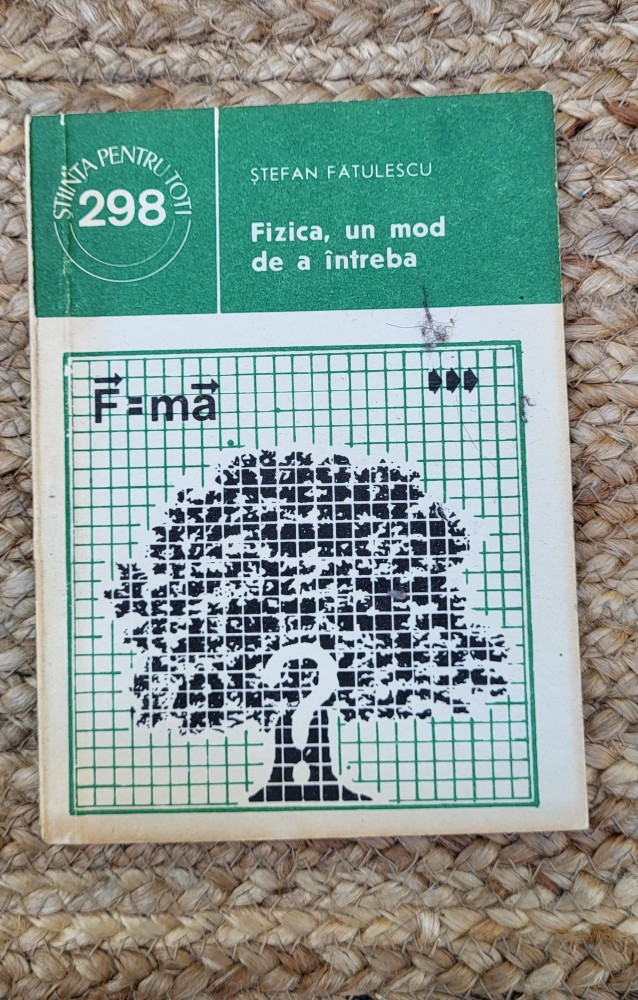 ȘTIINȚA PENTRU TOȚI
298
ȘTEFAN FĂTULESCU
Fizica, un mod
de a întreba
F⃗=ma⃗
?